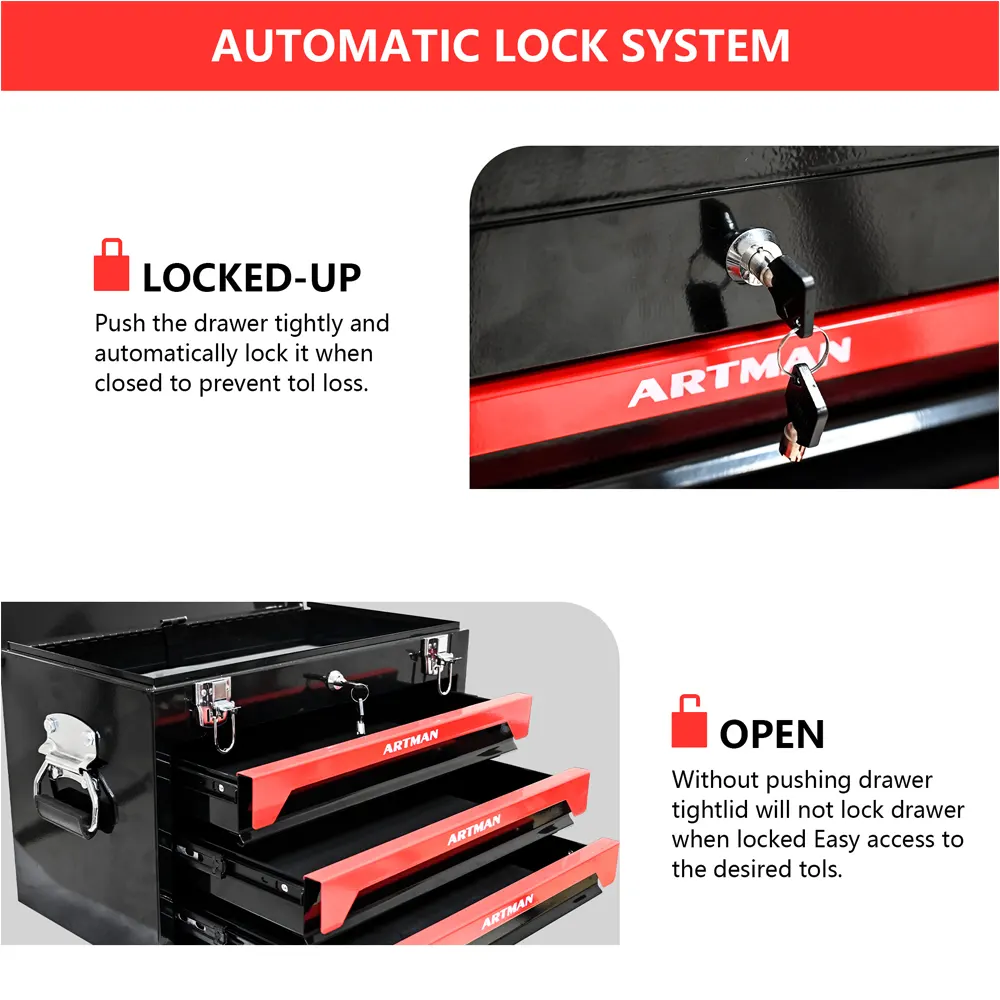 AUTOMATIC LOCK SYSTEM
LOCKED-UP
Push the drawer tightly and
automatically lock it when
closed to prevent tol loss.
ARTMAN
ARTMAN
ARTMAN
ARTMAN
OPEN
Without pushing drawer
tightlid will not lock drawer
when locked Easy access to
the desired tols.